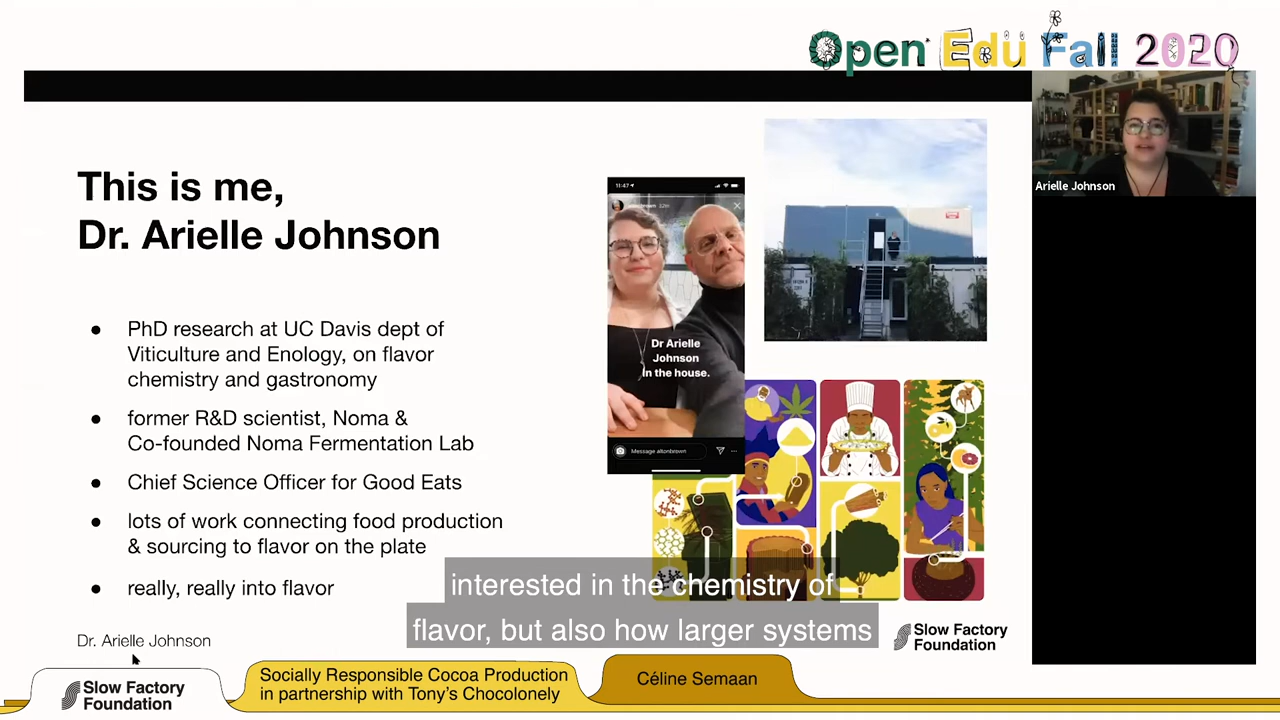 Open Edu Fall 2020
This is me,
Dr. Arielle Johnson
● PhD research at UC Davis dept of
Viticulture and Enology, on flavor
chemistry and gastronomy
● former R&D scientist, Noma &
Co-founded Noma Fermentation Lab
● Chief Science Officer for Good Eats
● lots of work connecting food production
& sourcing to flavor on the plate
● really, really into flavor
Dr. Arielle Johnson
11:47
Dr Arielle
Johnson
in the house.
Message altonbrown
Arielle Johnson
interested in the chemistry of
flavor, but also how larger systems
Slow Factory
Foundation
Slow Factory
Foundation
Socially Responsible Cocoa Production
in partnership with Tony's Chocolonely
Céline Semaan